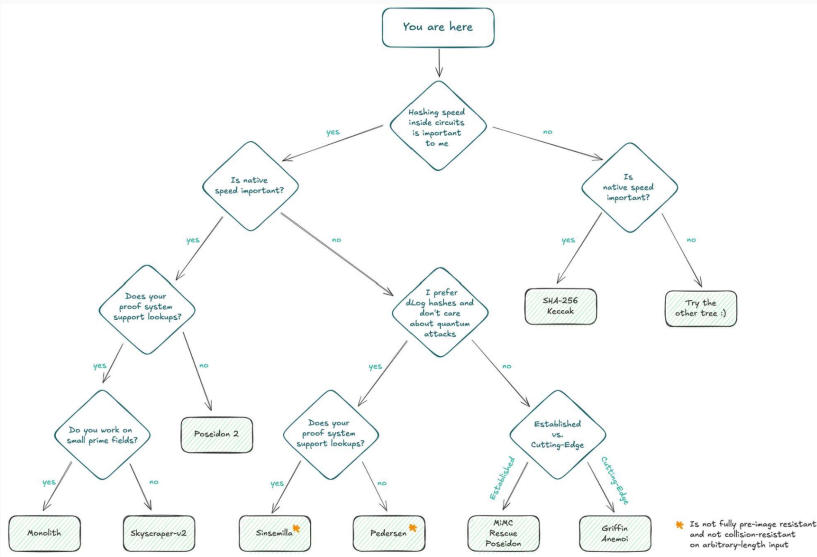 You are here
Hashing speed
inside circuits
is important
to me
yes
no
Is native
speed important?
Is
native speed
important?
yes
no
yes
no
Does your
proof system
support lookups?
I prefer
dLog hashes and
don't care
about quantum
attacks
SHA-256
Keccak
Try the
other tree :)
yes
no
yes
no
Do you work on
small prime fields?
Poseidon 2
Does your
proof system
support lookups?
Established
vs.
Cutting-Edge
yes
no
yes
no
Established
Cutting-Edge
Monolith
Skyscraper-v2
Sinsemilla
Pedersen
MiMC
Rescue
Poseidon
Griffin
Anemoi
Is not fully pre-image resistant
and not collision-resistant
on arbitrary-length input